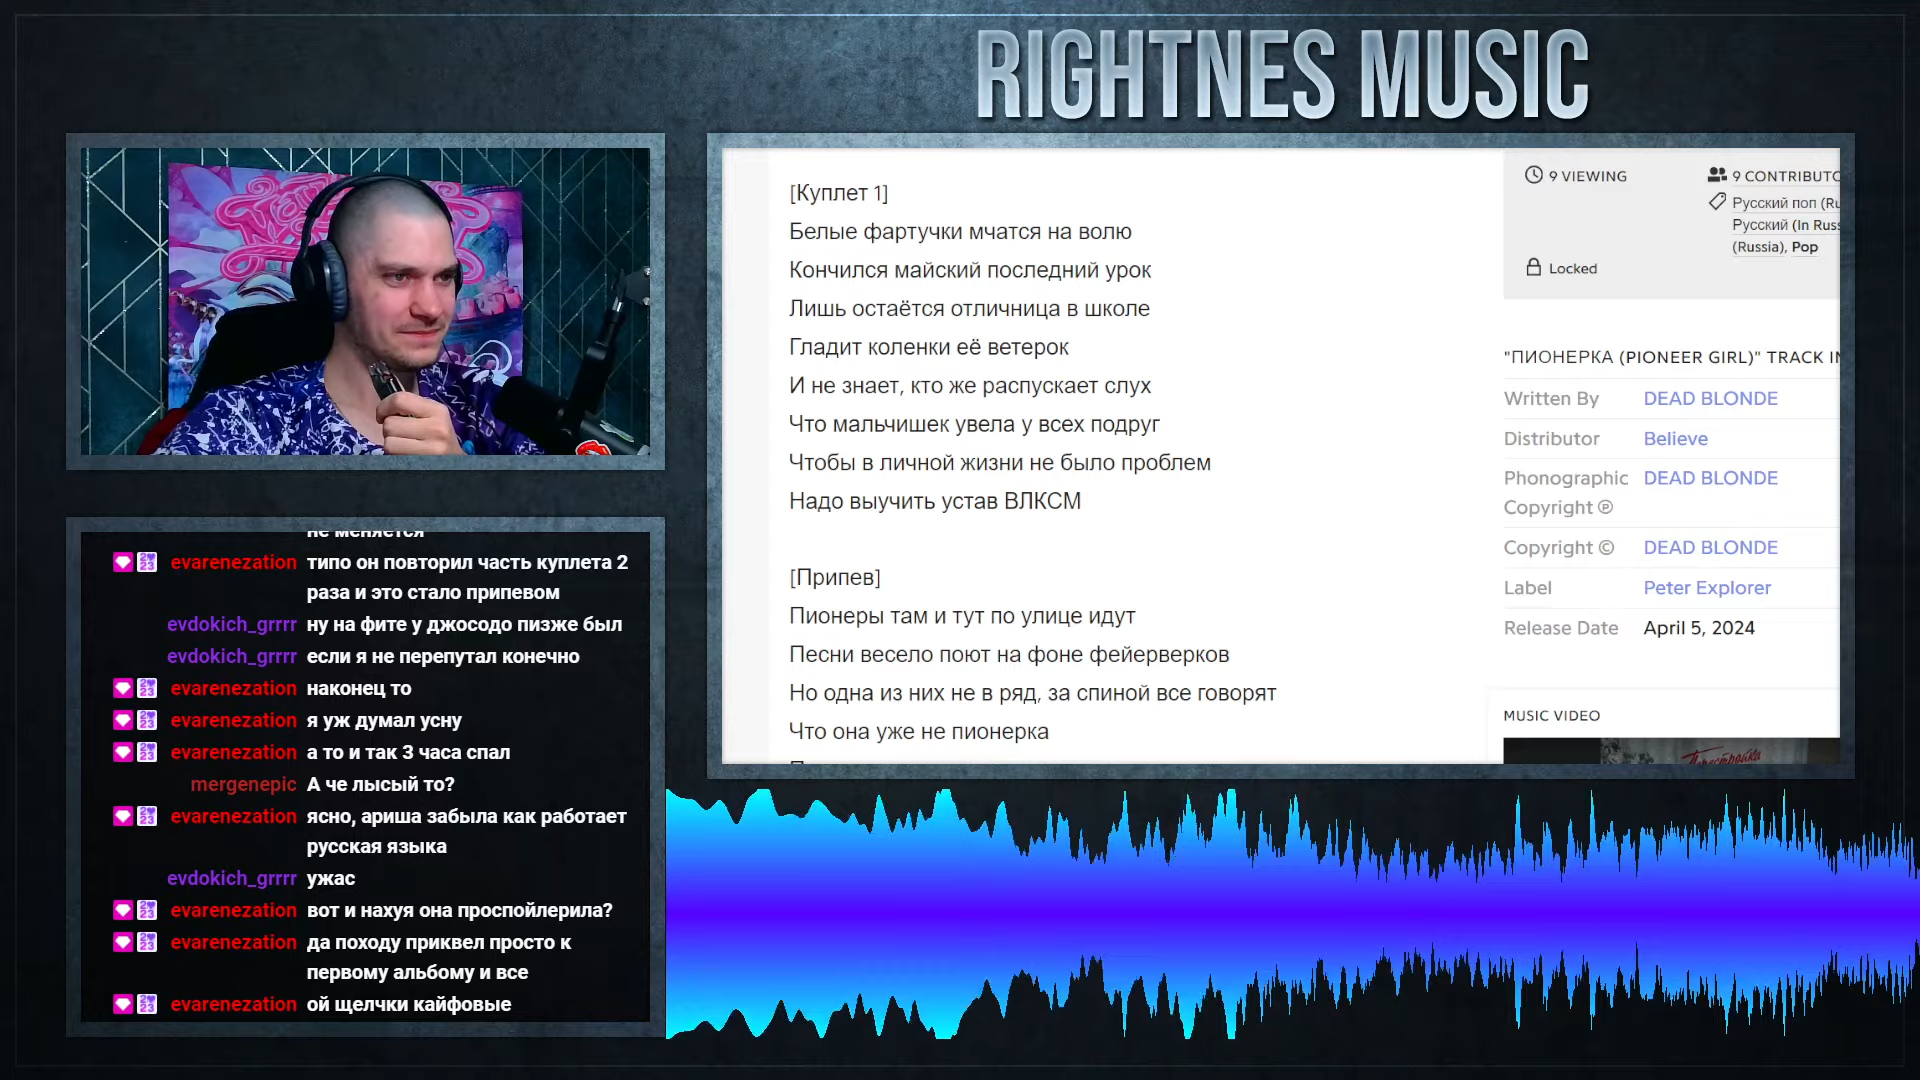 RIGHTNES MUSIC
[Куплет 1]
Белые фартучки мчатся на волю
Кончился майский последний урок
Лишь остаётся отличница в школе
Гладит коленки её ветерок
И не знает, кто же распускает слух
Что мальчишек увела у всех подруг
Чтобы в личной жизни не было проблем
Надо выучить устав ВЛКСМ
[Припев]
Пионеры там и тут по улице идут
Песни весело поют на фоне фейерверков
Но одна из них не в ряд, за спиной все говорят
Что она уже не пионерка
9 VIEWING
9 CONTRIBUTO
Русский поп (Ru
Русский (In Russ
(Russia), Pop
Locked
"ПИОНЕРКА (PIONEER GIRL)" TRACK IN
Written By DEAD BLONDE
Distributor Believe
Phonographic DEAD BLONDE
Copyright ℗
Copyright © DEAD BLONDE
Label Peter Explorer
Release Date April 5, 2024
MUSIC VIDEO
Перестройка
не меняется
evarenezation типо он повторил часть куплета 2
раза и это стало припевом
evdokich_grrrr ну на фите у джосодо пизже был
evdokich_grrrr если я не перепутал конечно
evarenezation наконец то
evarenezation я уж думал усну
evarenezation а то и так 3 часа спал
mergenepic А че лысый то?
evarenezation ясно, ариша забыла как работает
русская языка
evdokich_grrrr ужас
evarenezation вот и нахуя она проспойлерила?
evarenezation да походу приквел просто к
первому альбому и все
evarenezation ой щелчки кайфовые